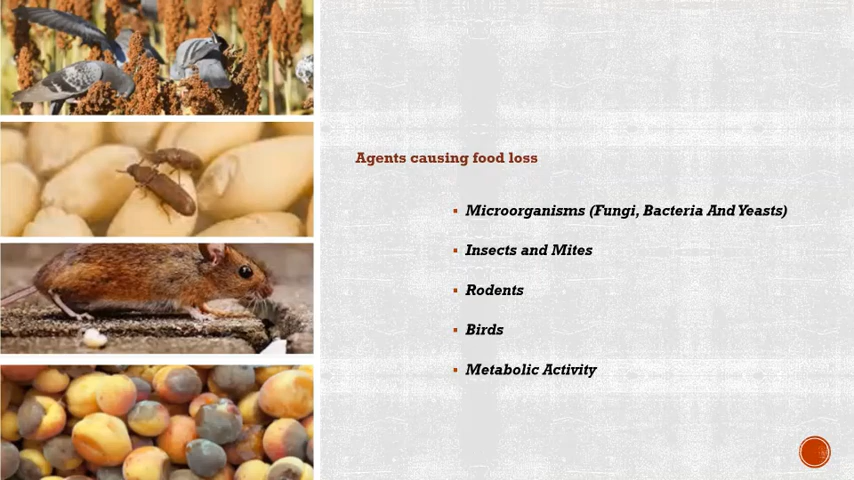 Agents causing food loss
Microorganisms (Fungi, Bacteria And Yeasts)
Insects and Mites
Rodents
Birds
Metabolic Activity